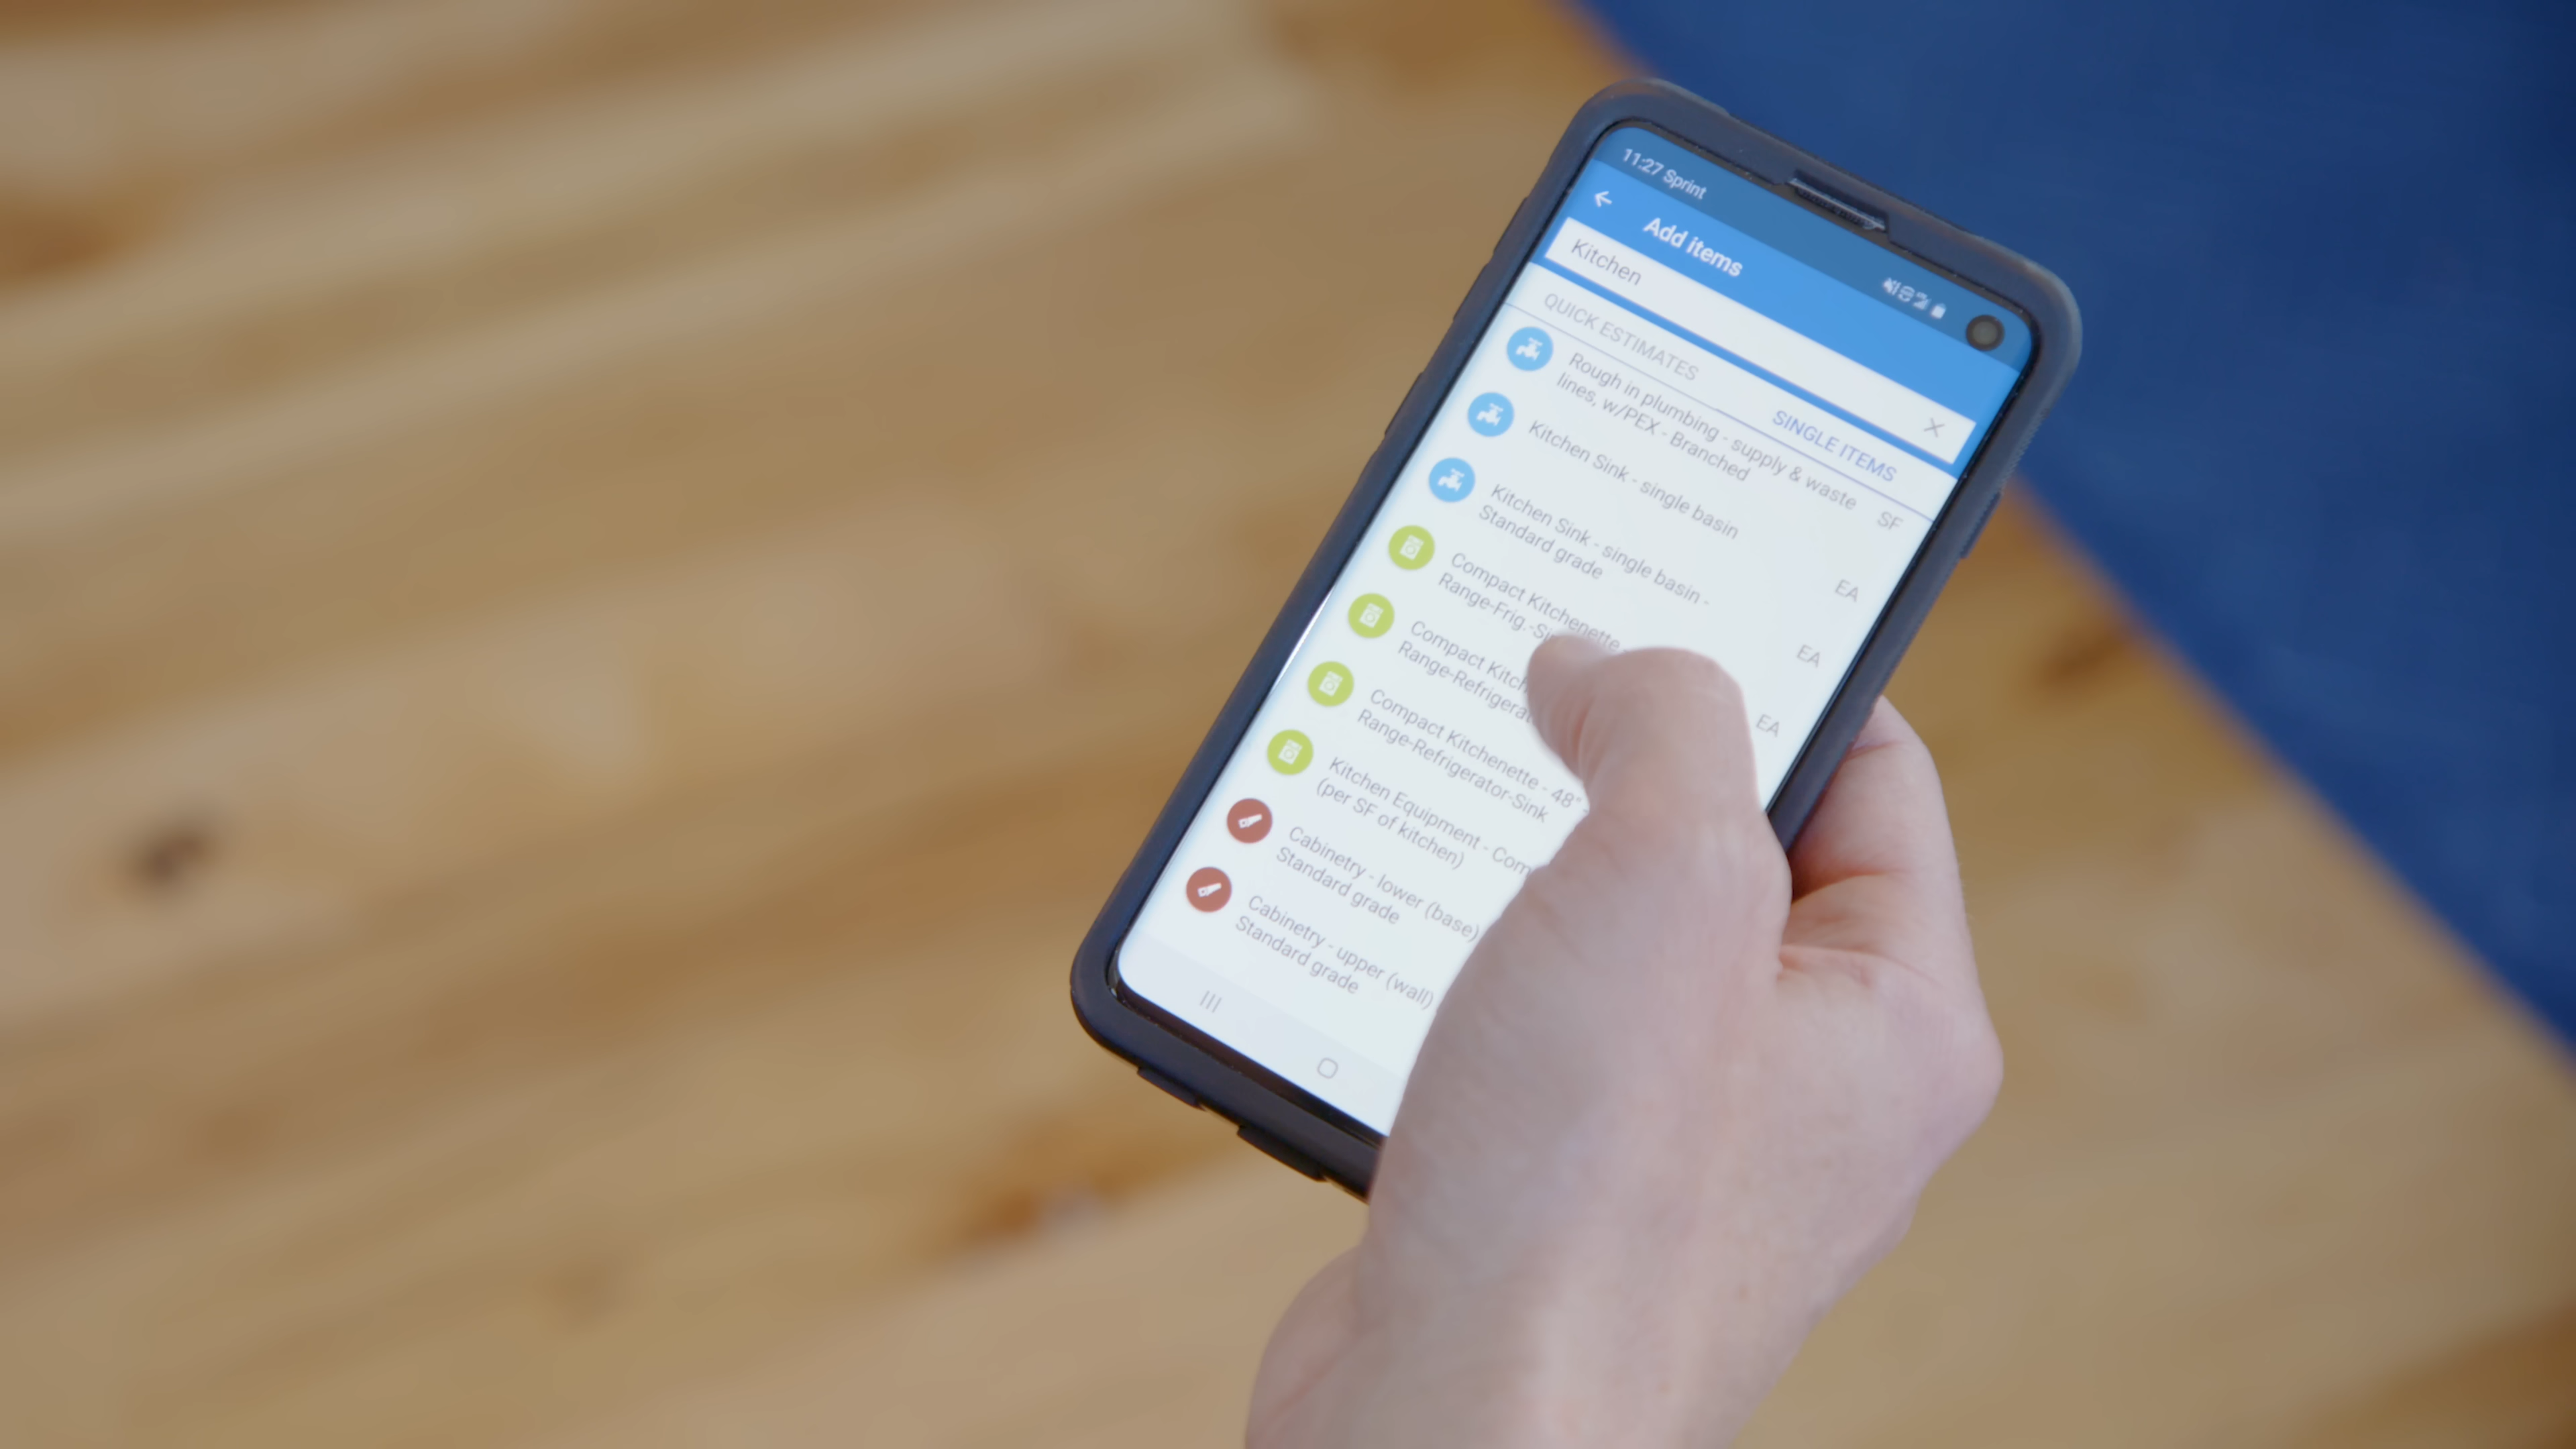 11:27 Sprint
Add items
Kitchen
QUICK ESTIMATES
SINGLE ITEMS
Rough in plumbing - supply & waste
lines, w/PEX - Branched
SF
Kitchen Sink - single basin
EA
Kitchen Sink - single basin -
Standard grade
EA
Compact Kitchenette -
Range-Frig.-
EA
Compact
Range-
Compact Kitchenette - 48" -
Range-Refrigerator-Sink
Kitchen Equipment -
(per SF of kitchen)
Cabinetry - lower (base)
Standard grade
Cabinetry - upper (wall)
Standard grade